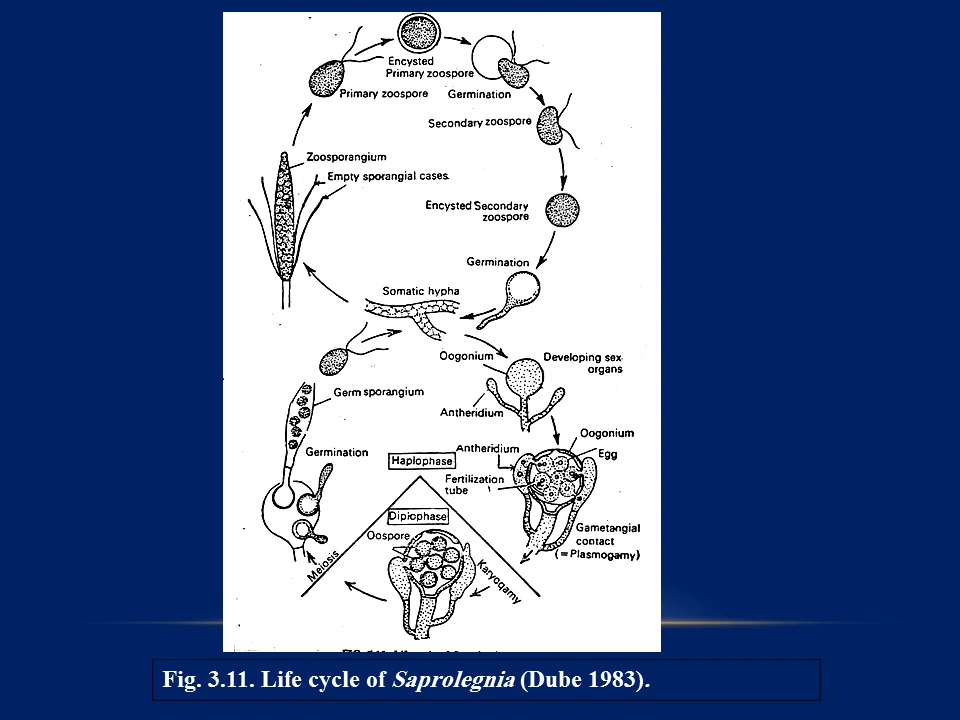 Encysted
Primary zoospore
Primary zoospore
Germination
Secondary zoospore
Zoosporangium
Empty sporangial cases.
Encysted Secondary
zoospore
Germination
Somatic hypha
Oogonium
Developing sex
organs
Germ sporangium
Antheridium
Oogonium
Antheridium
Egg
Germination
Haplophase
Fertilization
tube
Diplophase
Gametangial
contact
(=Plasmogamy)
Oospore
Meiosis
Karyogamy
Fig. 3.11. Life cycle of Saprolegnia (Dube 1983).